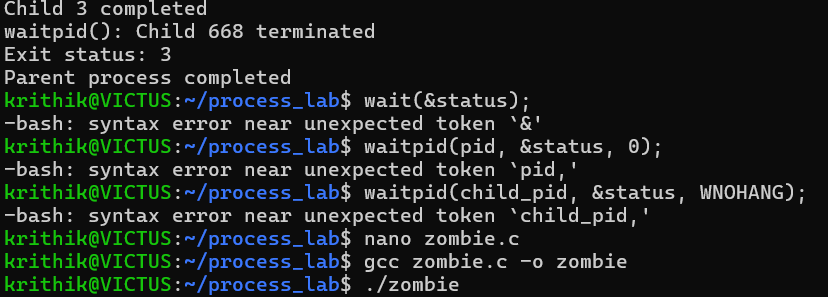 Child 3 completed
waitpid(): Child 668 terminated
Exit status: 3
Parent process completed
krithik@VICTUS:~/process_lab$ wait(&status);
-bash: syntax error near unexpected token `&'
krithik@VICTUS:~/process_lab$ waitpid(pid, &status, 0);
-bash: syntax error near unexpected token `pid,'
krithik@VICTUS:~/process_lab$ waitpid(child_pid, &status, WNOHANG);
-bash: syntax error near unexpected token `child_pid,'
krithik@VICTUS:~/process_lab$ nano zombie.c
krithik@VICTUS:~/process_lab$ gcc zombie.c -o zombie
krithik@VICTUS:~/process_lab$ ./zombie